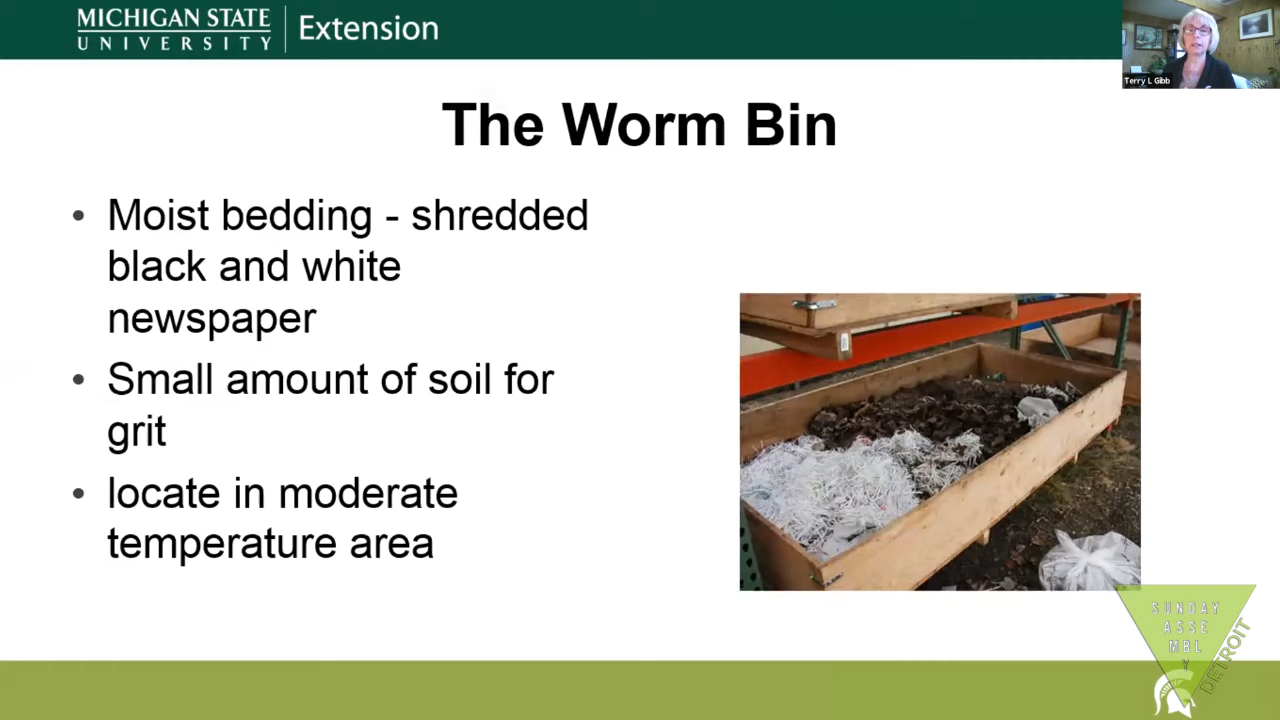 MICHIGAN STATE
UNIVERSITY
Extension
Terry L Gibb
The Worm Bin
• Moist bedding - shredded
black and white
newspaper
• Small amount of soil for
grit
• locate in moderate
temperature area
SUNDAY
ASSE
MBL
Y
DETROIT